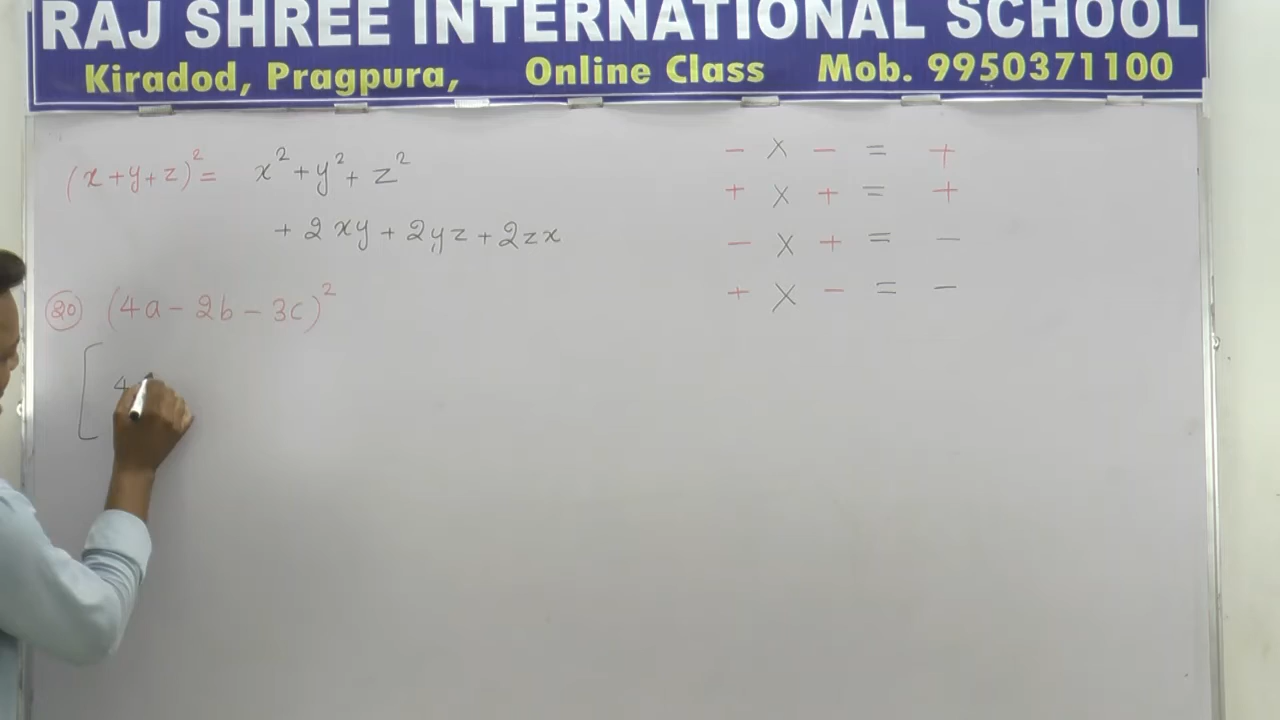 RAJ SHREE INTERNATIONAL SCHOOL
Kiradod, Pragpura, Online Class Mob. 9950371100
(x+y+z)² = x² + y² + z²
+ 2xy + 2yz + 2zx
- × - = +
+ × + = +
- × + = -
+ × - = -
20 (4a - 2b - 3c)²
[ 4